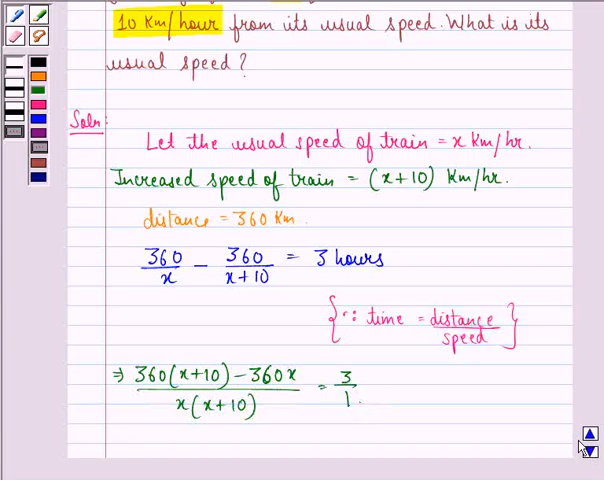 10 Km/hour from its usual speed. What is its
usual speed?
Soln:
Let the usual speed of train = x Km/hr.
Increased speed of train = (x+10) Km/hr.
distance = 360 Km.
360/x - 360/(x+10) = 3 hours
{∵ time = distance/speed}
⇒ (360(x+10) - 360x)/(x(x+10)) = 3/1